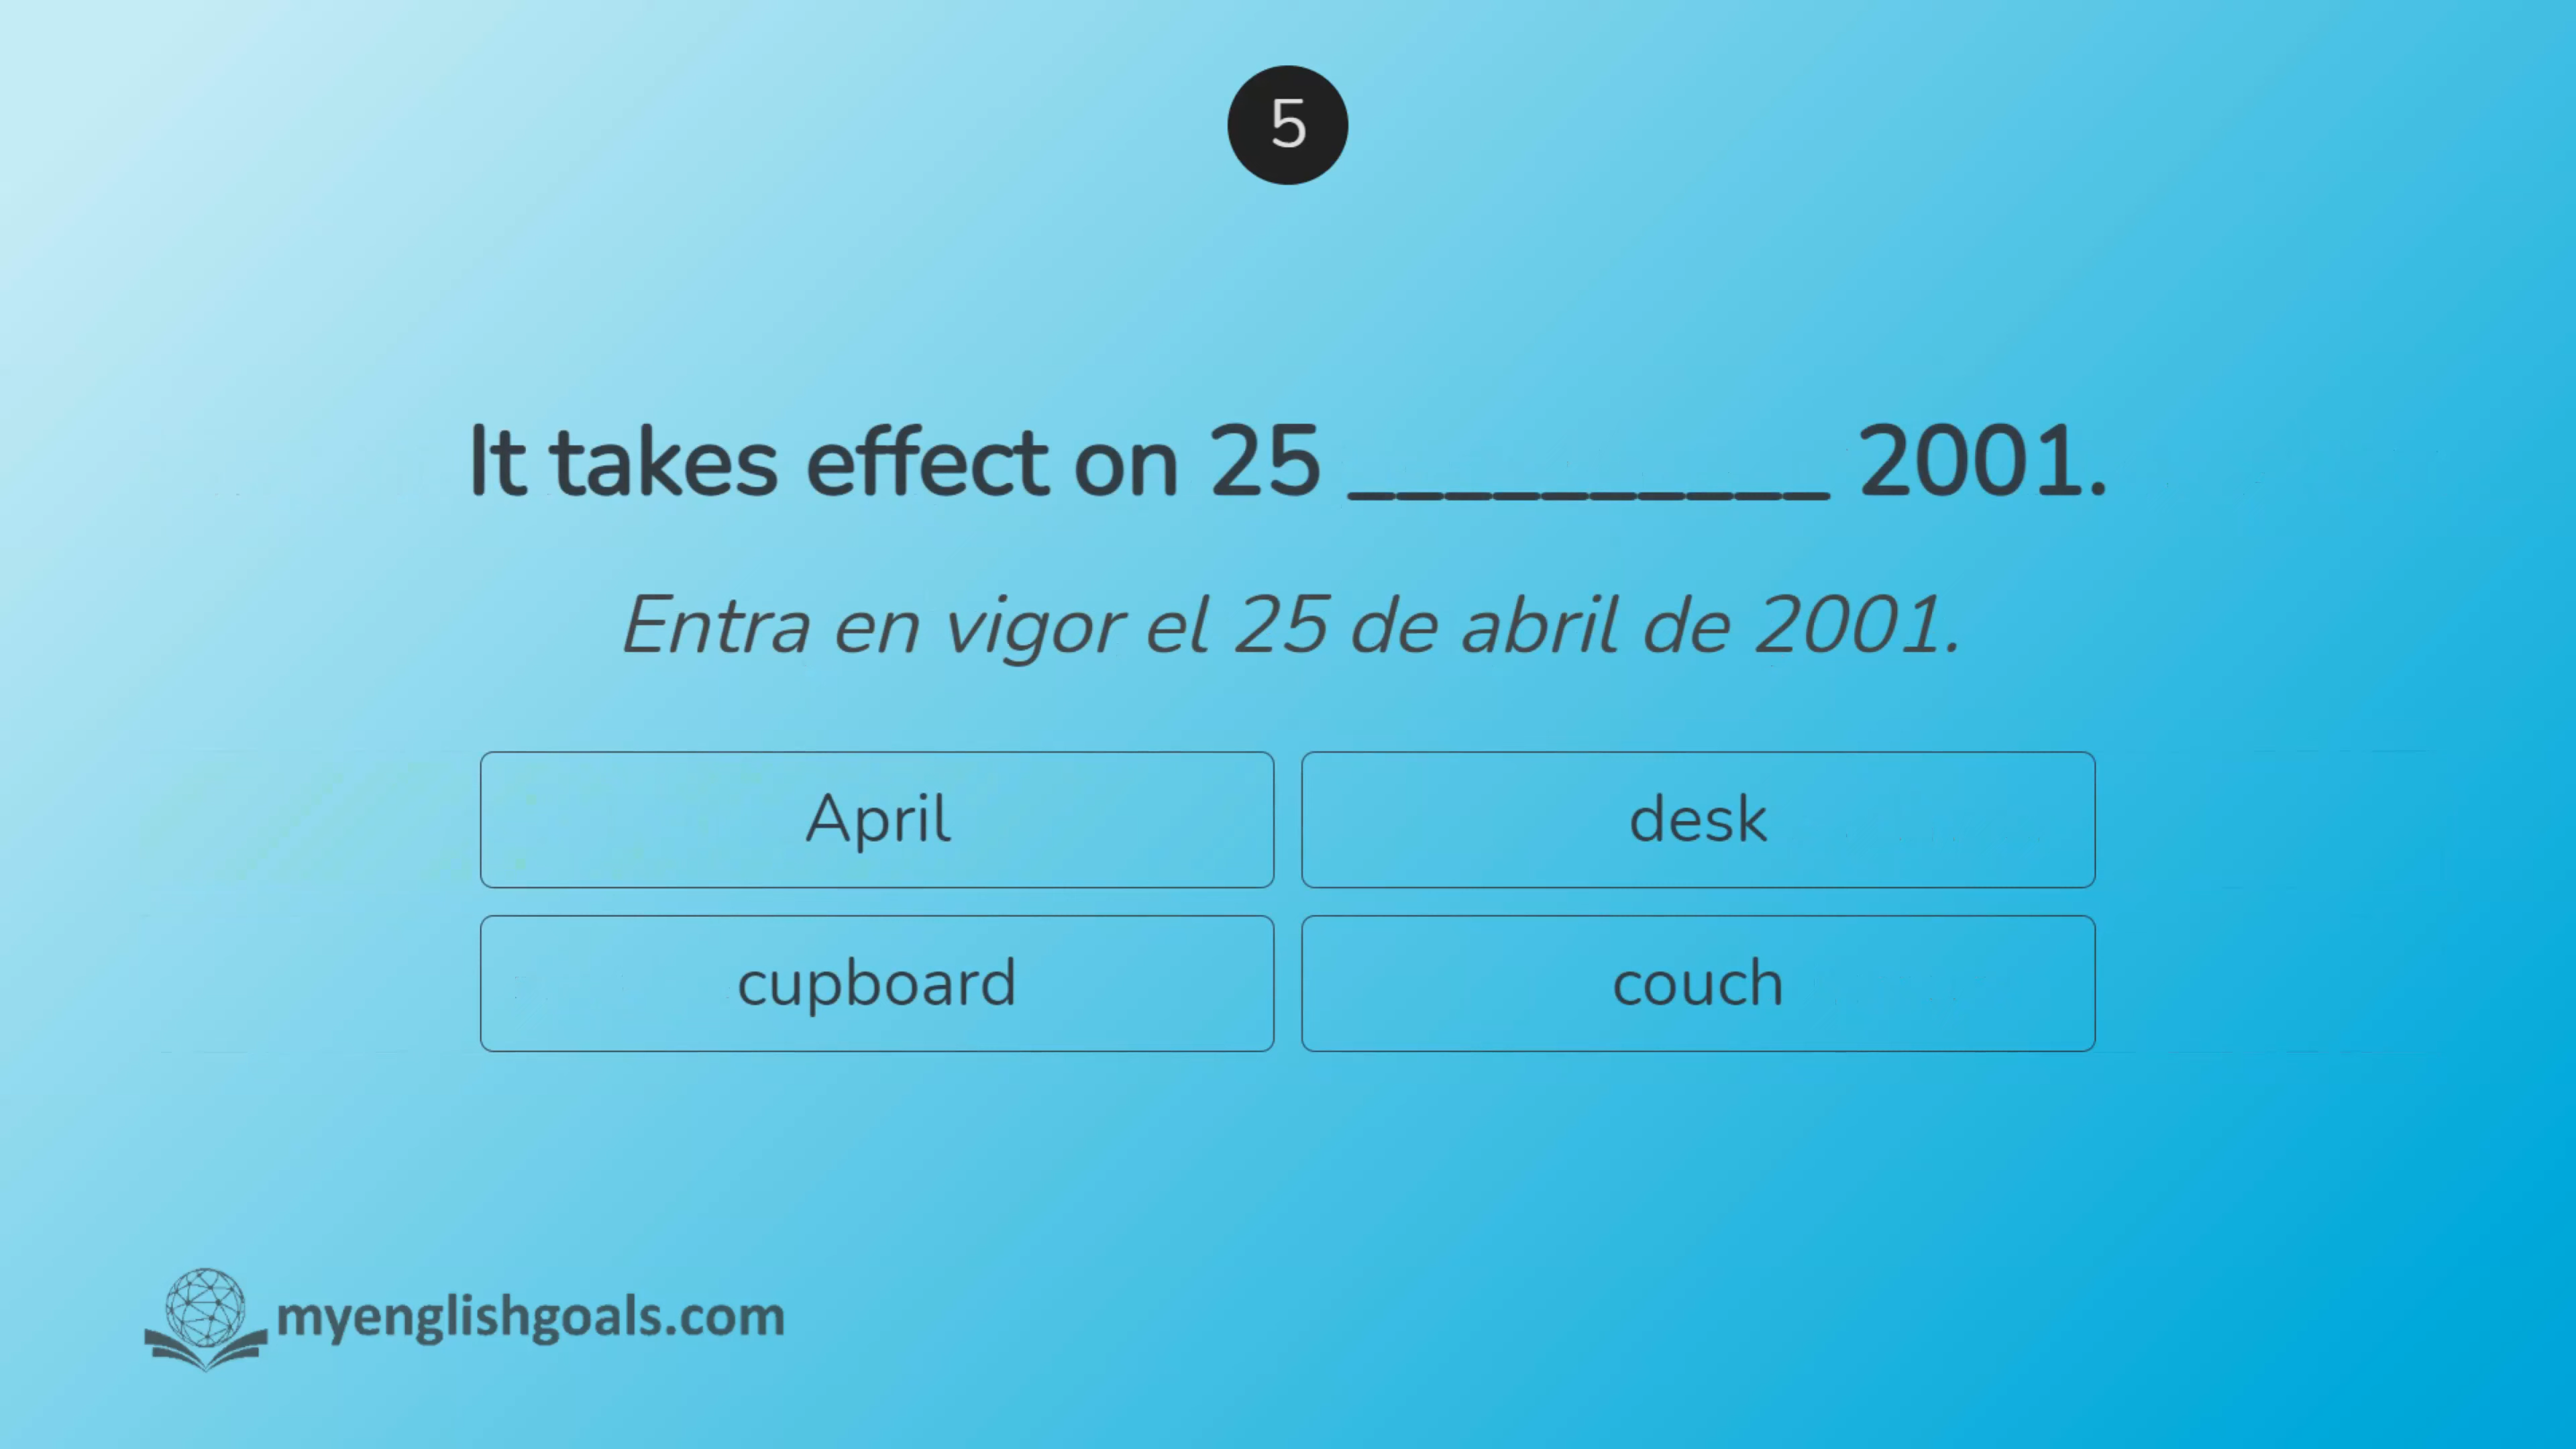 5
It takes effect on 25 __________ 2001.
Entra en vigor el 25 de abril de 2001.
April
desk
cupboard
couch
myenglishgoals.com